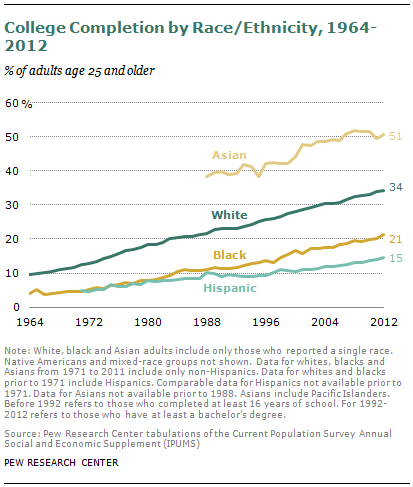 College Completion by Race/Ethnicity, 1964-
2012
% of adults age 25 and older
60 %
50
40
30
20
10
0
Asian
51
White
34
Black
21
Hispanic
15
1964 1972 1980 1988 1996 2004 2012
Note: White, black and Asian adults include only those who reported a single race.
Native Americans and mixed-race groups not shown. Data for whites, blacks and
Asians from 1971 to 2011 include only non-Hispanics. Data for whites and blacks
prior to 1971 include Hispanics. Comparable data for Hispanics not available prior to
1971. Data for Asians not available prior to 1988. Asians include Pacific Islanders.
Before 1992 refers to those who completed at least 16 years of school. For 1992-
2012 refers to those who have at least a bachelor's degree.
Source: Pew Research Center tabulations of the Current Population Survey Annual
Social and Economic Supplement (IPUMS)
PEW RESEARCH CENTER